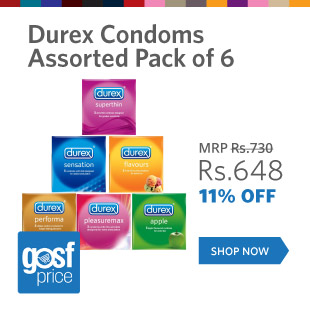 Durex Condoms
Assorted Pack of 6
durex
superthin
durex
sensation
durex
flavours
durex
performa
durex
pleasuremax
durex
apple
MRP Rs.730
Rs.648
11% OFF
SHOP NOW
gosf
price